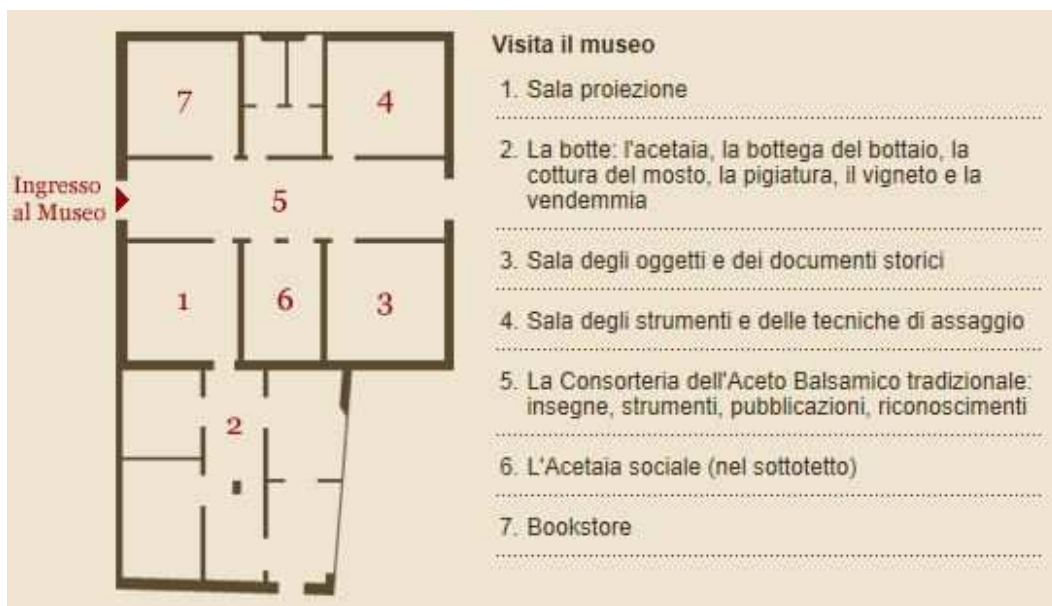 7
4
Ingresso
al Museo
5
1
6
3
2
Visita il museo
1. Sala proiezione
2. La botte: l'acetaia, la bottega del bottaio, la
cottura del mosto, la pigiatura, il vigneto e la
vendemmia
3. Sala degli oggetti e dei documenti storici
4. Sala degli strumenti e delle tecniche di assaggio
5. La Consorteria dell'Aceto Balsamico tradizionale:
insegne, strumenti, pubblicazioni, riconoscimenti
6. L'Acetaia sociale (nel sottotetto)
7. Bookstore